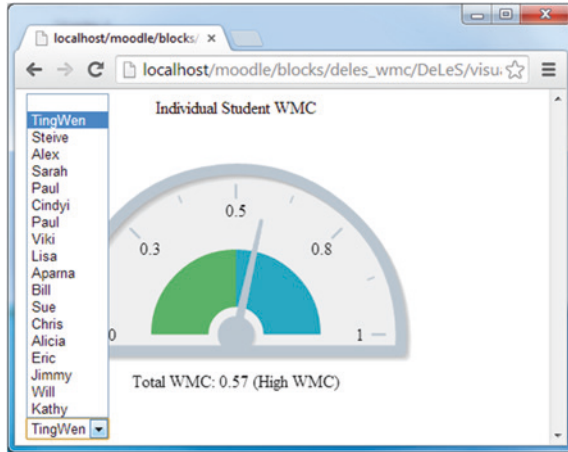 localhost/moodle/blocks/
localhost/moodle/blocks/deles_wmc/DeLeS/visu
Individual Student WMC
TingWen
Steive
Alex
Sarah
Paul
Cindyi
Paul
Viki
Lisa
Aparna
Bill
Sue
Chris
Alicia
Eric
Jimmy
Will
Kathy
TingWen
0.5
0.3
0.8
0
1
Total WMC: 0.57 (High WMC)